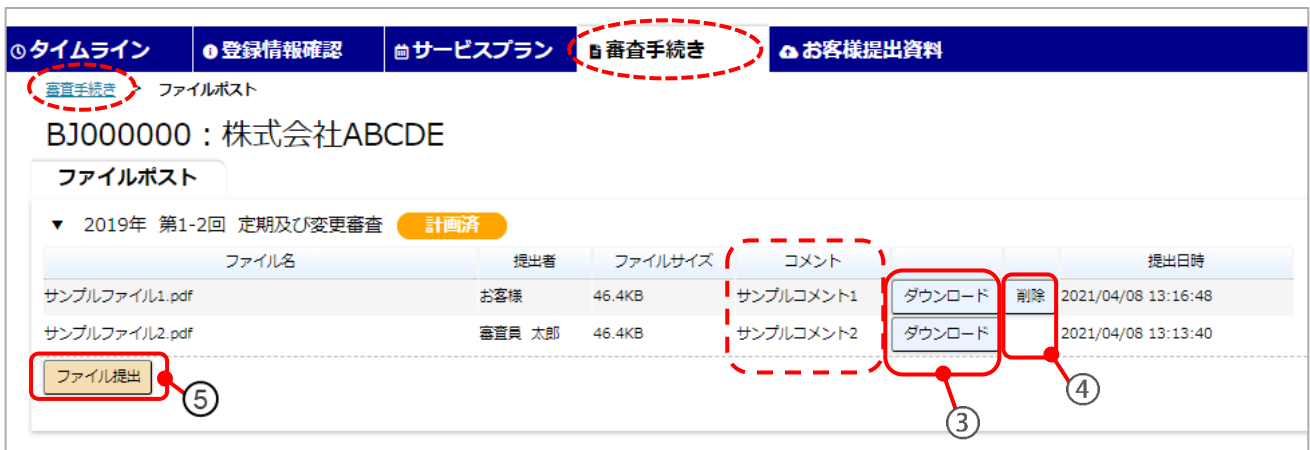 タイムライン 登録情報確認 サービスプラン 審査手続き お客様提出資料
審査手続き > ファイルポスト
BJ000000：株式会社ABCDE
ファイルポスト
▼ 2019年 第1-2回 定期及び変更審査 計画済
ファイル名 提出者 ファイルサイズ コメント 提出日時
サンプルファイル1.pdf お客様 46.4KB サンプルコメント1 ダウンロード 削除 2021/04/08 13:16:48
サンプルファイル2.pdf 審査員 太郎 46.4KB サンプルコメント2 ダウンロード 2021/04/08 13:13:40
ファイル提出
⑤
③
④